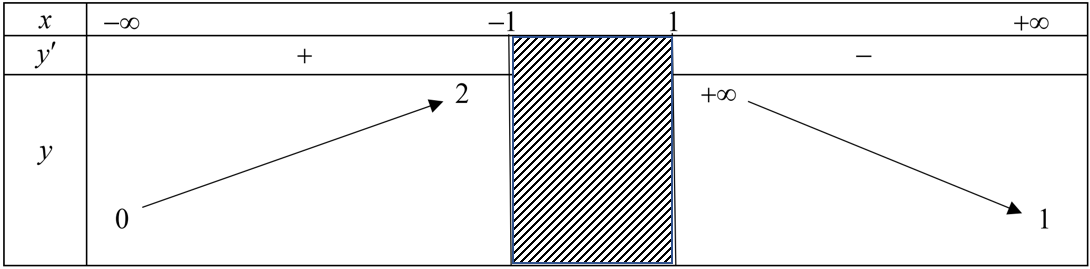 x −∞ −1 1 +∞
y′ + −
2 +∞
y
0 1